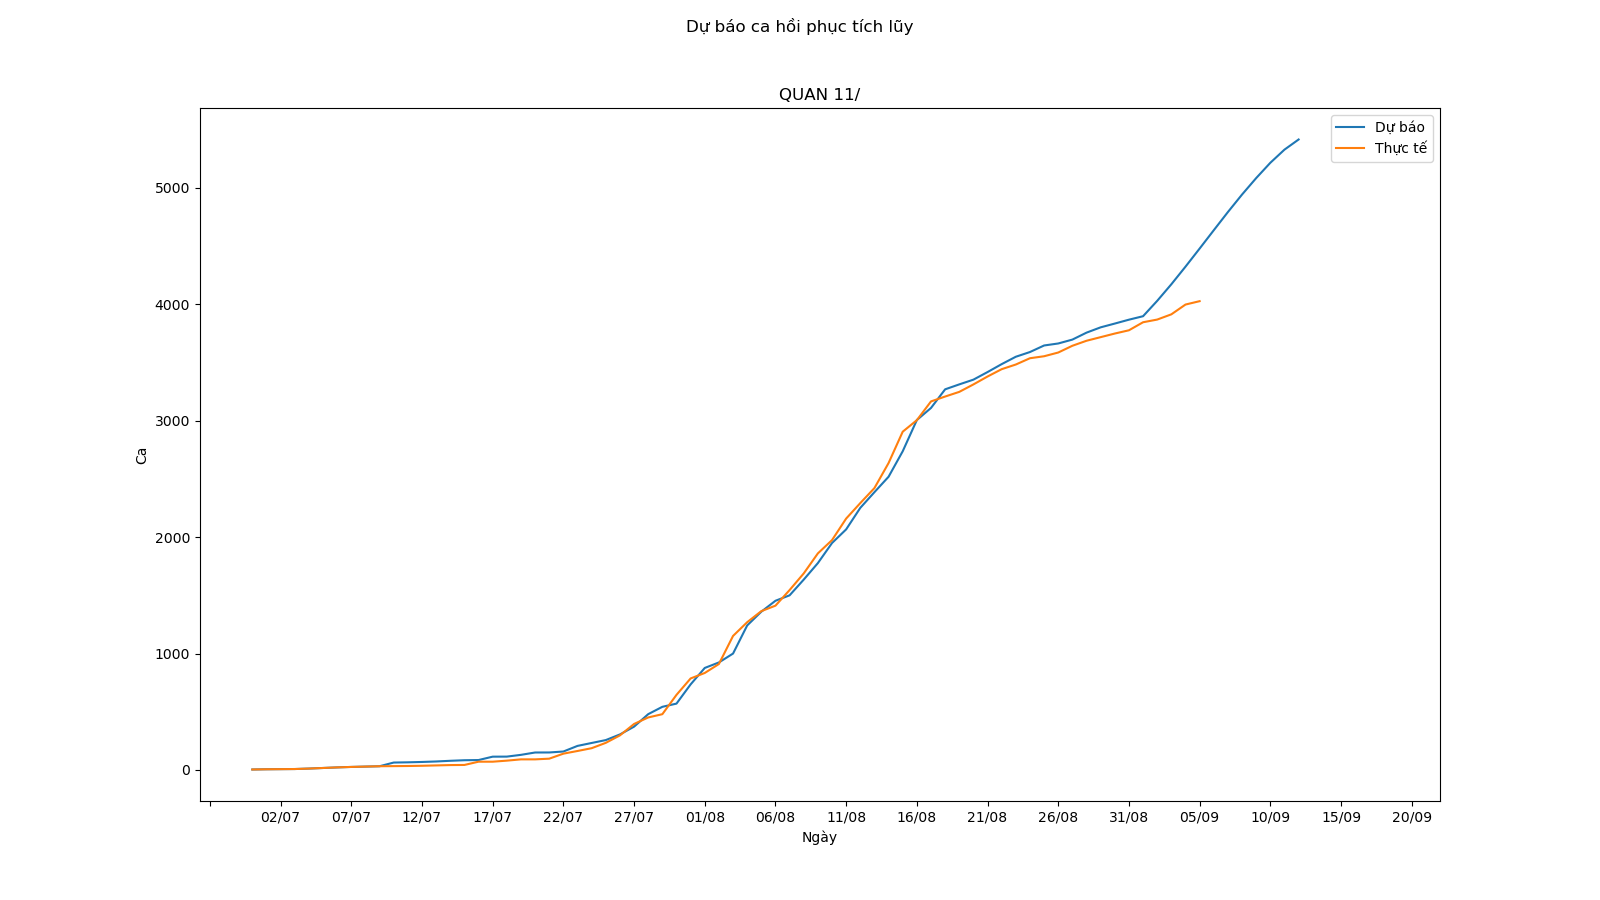 Dự báo ca hồi phục tích lũy
QUAN 11/
Dự báo
Thực tế
5000
4000
3000
2000
1000
0
Ca
02/07 07/07 12/07 17/07 22/07 27/07 01/08 06/08 11/08 16/08 21/08 26/08 31/08 05/09 10/09 15/09 20/09
Ngày